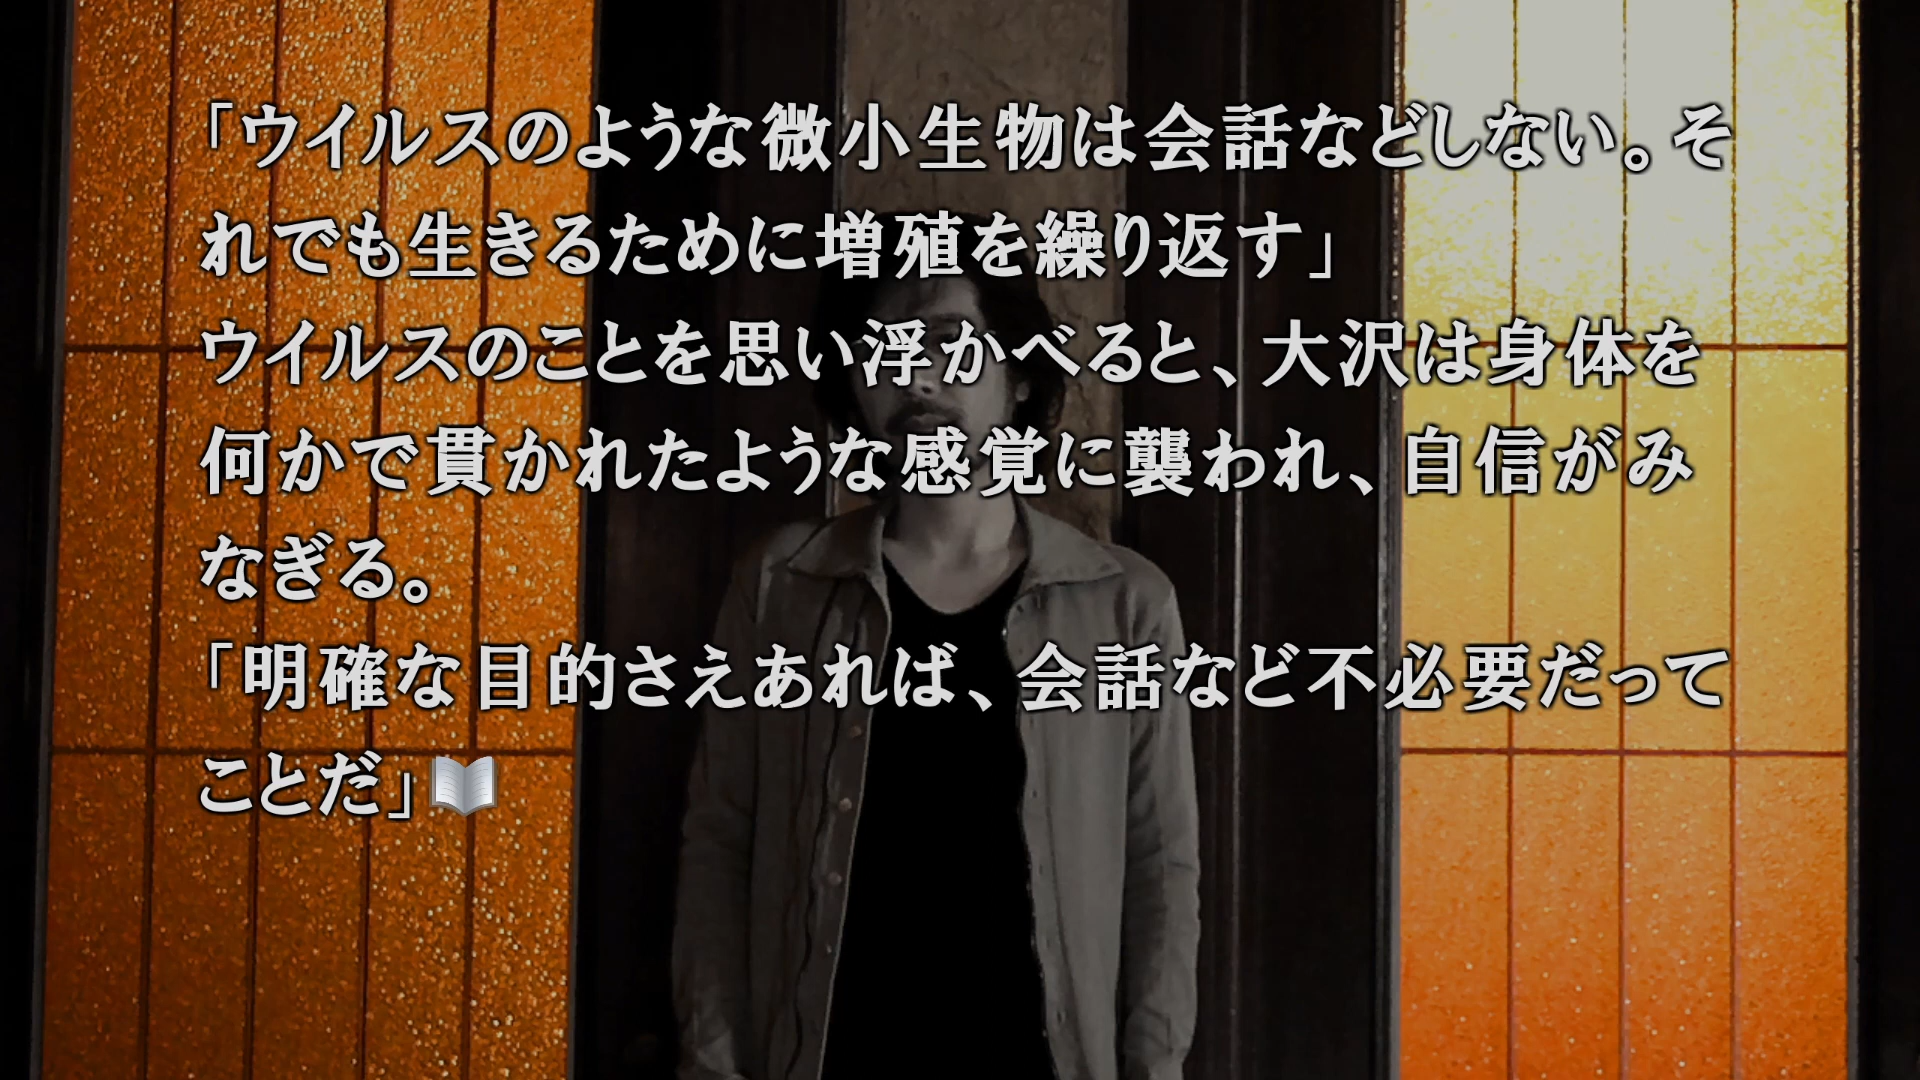 「ウイルスのような微小生物は会話などしない。そ
れでも生きるために増殖を繰り返す」
ウイルスのことを思い浮かべると、大沢は身体を
何かで貫かれたような感覚に襲われ、自信がみ
なぎる。
「明確な目的さえあれば、会話など不必要だって
ことだ」